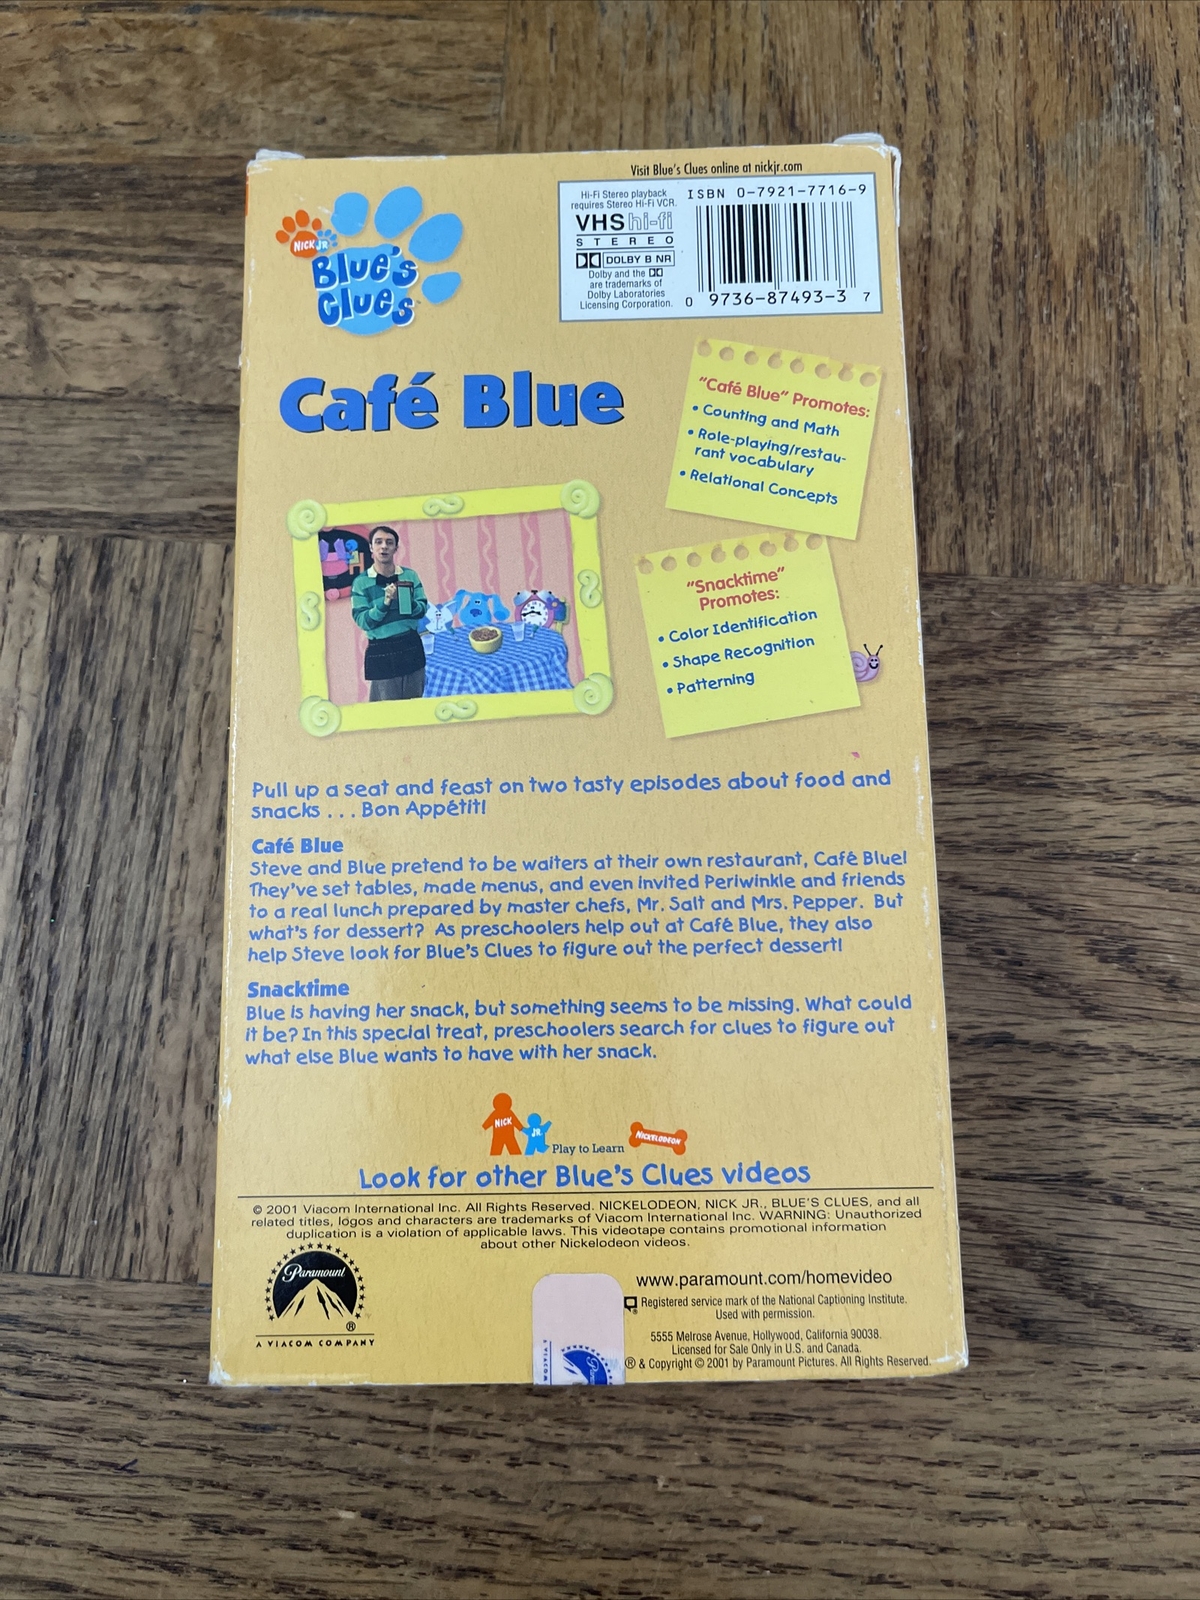 Visit Blue's Clues online at nickjr.com
Hi-Fi Stereo playback
requires Stereo Hi-Fi VCR.
VHS hi-fi
STEREO
DOLBY B NR
Dolby and the
are trademarks of
Dolby Laboratories
Licensing Corporation.
ISBN 0-7921-7716-9
0 9736-87493-3 7
NICK JR
Blue's
Clues
Café Blue
"Café Blue" Promotes:
• Counting and Math
• Role-playing/restau-
rant vocabulary
• Relational Concepts
"Snacktime"
Promotes:
• Color Identification
• Shape Recognition
• Patterning
Pull up a seat and feast on two tasty episodes about food and
snacks . . . Bon Appétit!
Café Blue
Steve and Blue pretend to be waiters at their own restaurant, Café Blue!
They've set tables, made menus, and even invited Periwinkle and friends
to a real lunch prepared by master chefs, Mr. Salt and Mrs. Pepper. But
what's for dessert? As preschoolers help out at Café Blue, they also
help Steve look for Blue's Clues to figure out the perfect dessert!
Snacktime
Blue is having her snack, but something seems to be missing. What could
it be? In this special treat, preschoolers search for clues to figure out
what else Blue wants to have with her snack.
NICK JR. Play to Learn NICKELODEON
Look for other Blue's Clues videos
© 2001 Viacom International Inc. All Rights Reserved. NICKELODEON, NICK JR., BLUE'S CLUES, and all
related titles, logos and characters are trademarks of Viacom International Inc. WARNING: Unauthorized
duplication is a violation of applicable laws. This videotape contains promotional information
about other Nickelodeon videos.
Paramount
®
A VIACOM COMPANY
www.paramount.com/homevideo
Registered service mark of the National Captioning Institute.
Used with permission.
5555 Melrose Avenue, Hollywood, California 90038.
Licensed for Sale Only in U.S. and Canada.
® & Copyright © 2001 by Paramount Pictures. All Rights Reserved.